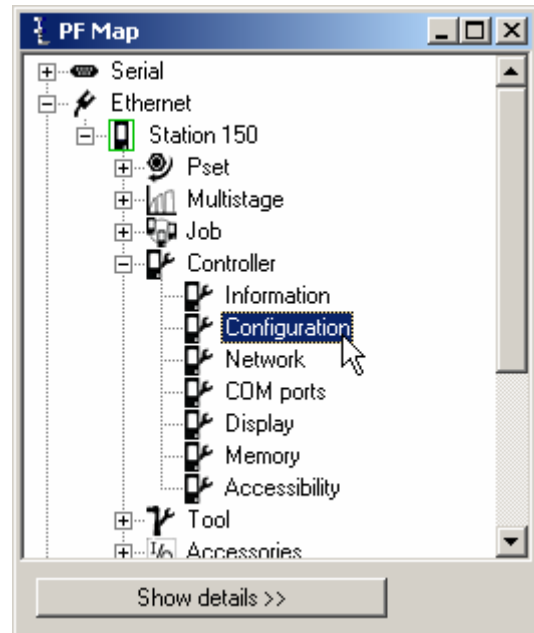 PF Map
Serial
Ethernet
Station 150
Pset
Multistage
Job
Controller
Information
Configuration
Network
COM ports
Display
Memory
Accessibility
Tool
I/o Accessories
Show details >>